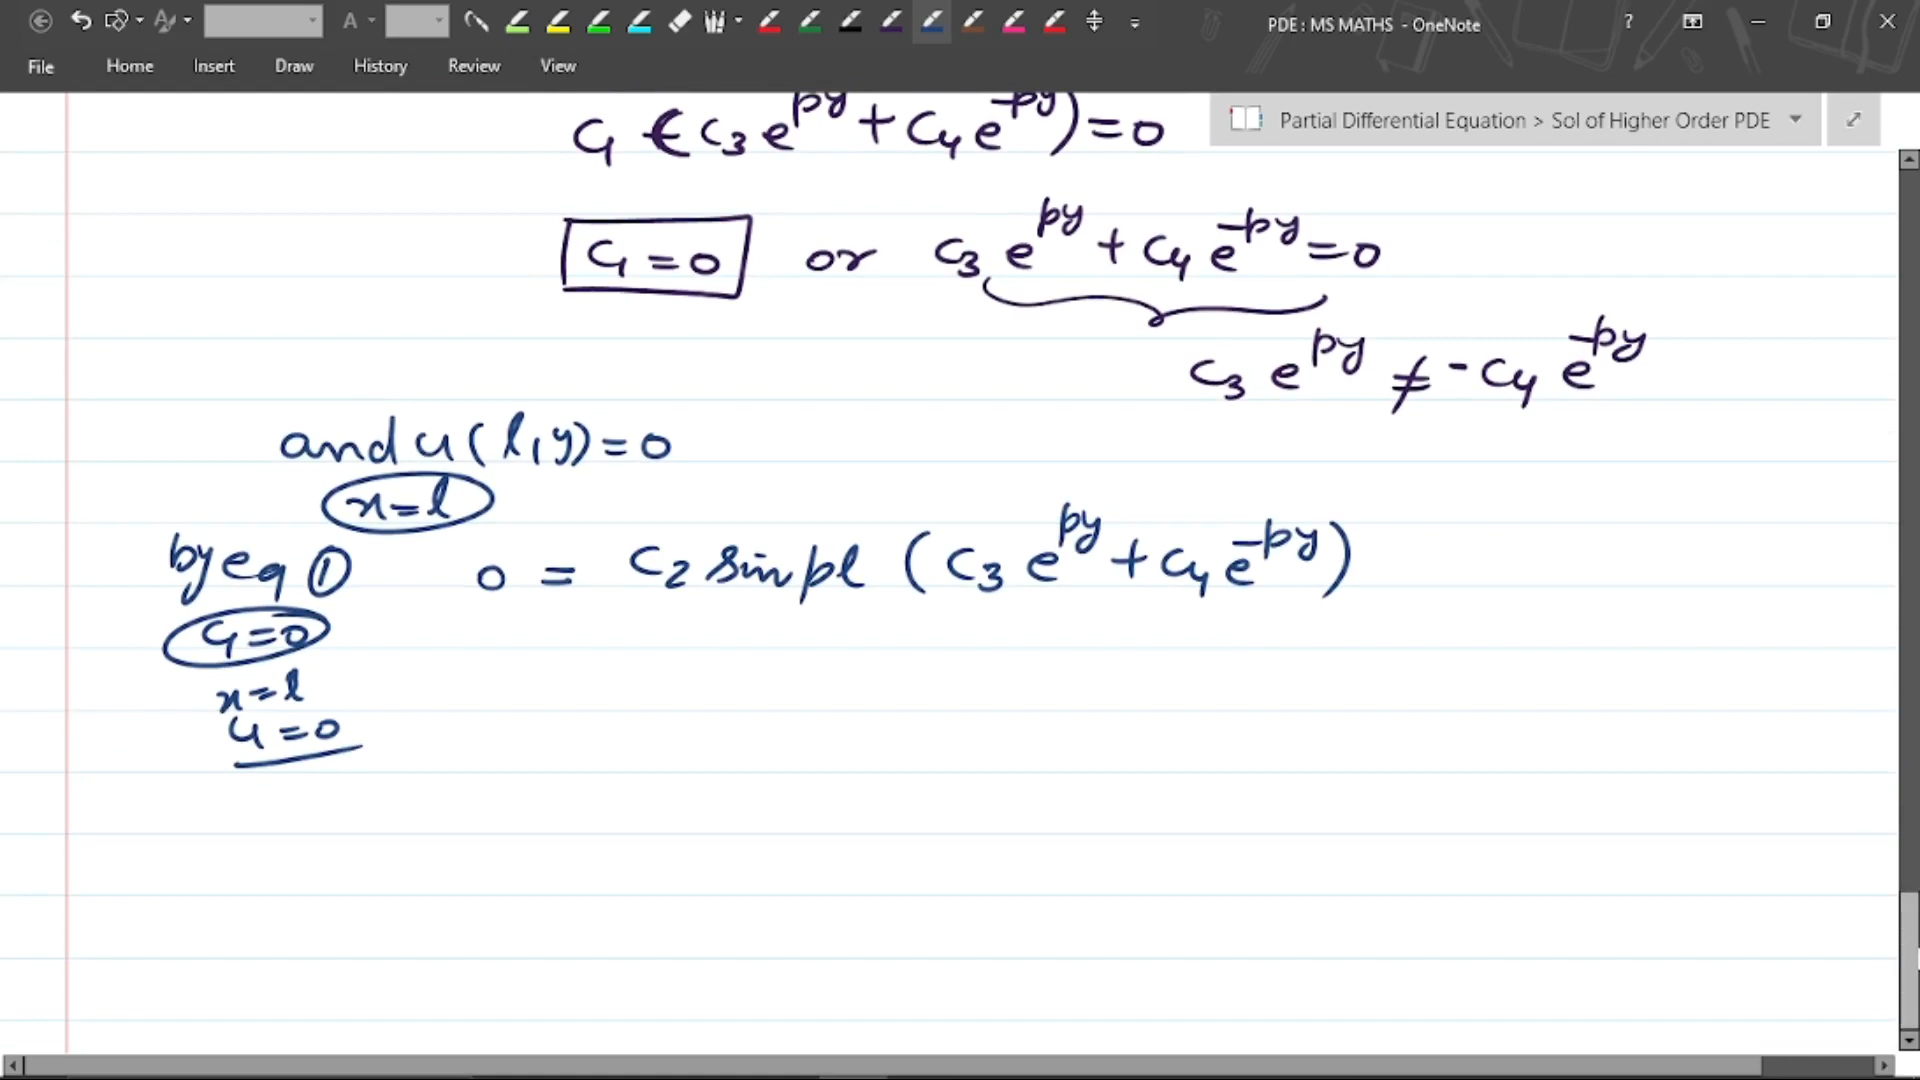 PDE : MS MATHS - OneNote
File Home Insert Draw History Review View
Partial Differential Equation > Sol of Higher Order PDE
C₁ (C₃ e^{py} + C₄ e^{-py}) = 0
C₁ = 0 or C₃ e^{py} + C₄ e^{-py} = 0
C₃ e^{py} ≠ - C₄ e^{-py}
and u(l,y) = 0
x = l
by eq ① 0 = C₂ sin pl (C₃ e^{py} + C₄ e^{-py})
C₁ = 0
x = l
u = 0